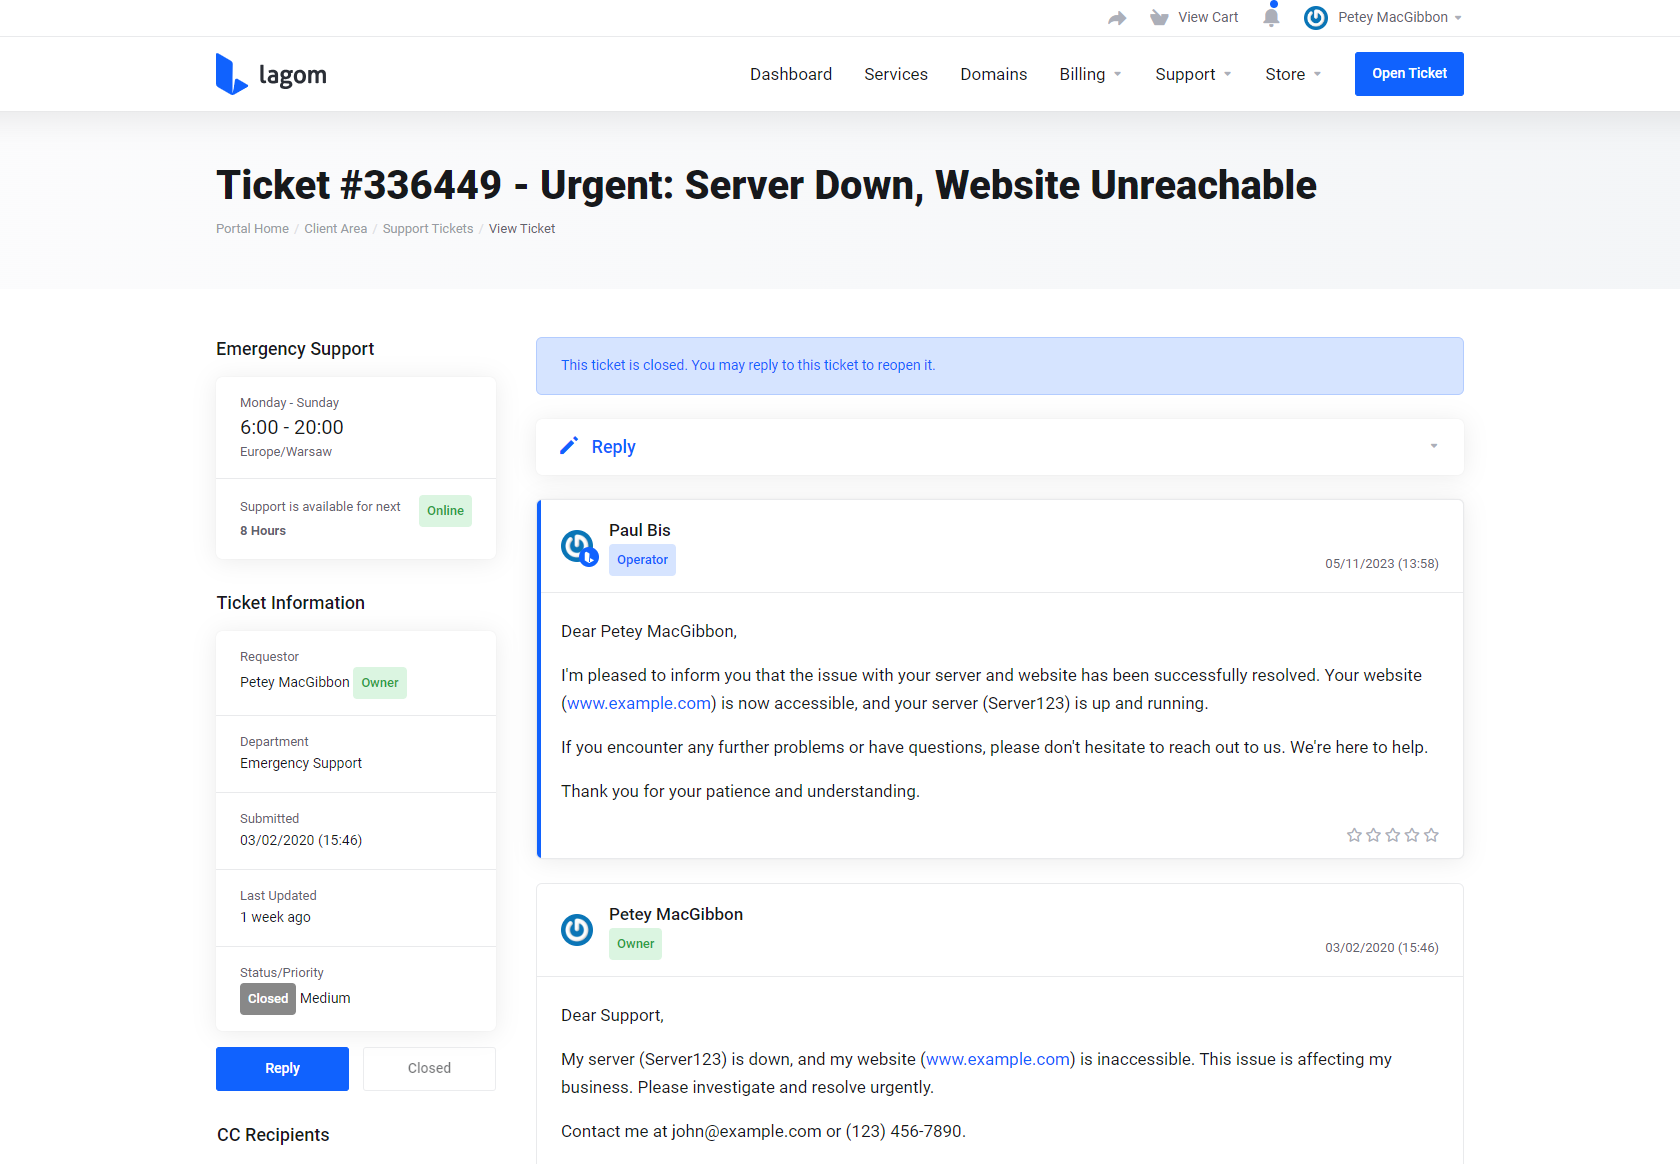 View Cart
Petey MacGibbon
lagom
Dashboard
Services
Domains
Billing
Support
Store
Open Ticket
Ticket #336449 - Urgent: Server Down, Website Unreachable
Portal Home / Client Area / Support Tickets / View Ticket
Emergency Support
Monday - Sunday
6:00 - 20:00
Europe/Warsaw
Support is available for next
8 Hours
Online
Ticket Information
Requestor
Petey MacGibbon Owner
Department
Emergency Support
Submitted
03/02/2020 (15:46)
Last Updated
1 week ago
Status/Priority
Closed Medium
Reply
Closed
CC Recipients
This ticket is closed. You may reply to this ticket to reopen it.
Reply
Paul Bis
Operator
05/11/2023 (13:58)
Dear Petey MacGibbon,
I'm pleased to inform you that the issue with your server and website has been successfully resolved. Your website
(www.example.com) is now accessible, and your server (Server123) is up and running.
If you encounter any further problems or have questions, please don't hesitate to reach out to us. We're here to help.
Thank you for your patience and understanding.
Petey MacGibbon
Owner
03/02/2020 (15:46)
Dear Support,
My server (Server123) is down, and my website (www.example.com) is inaccessible. This issue is affecting my
business. Please investigate and resolve urgently.
Contact me at john@example.com or (123) 456-7890.